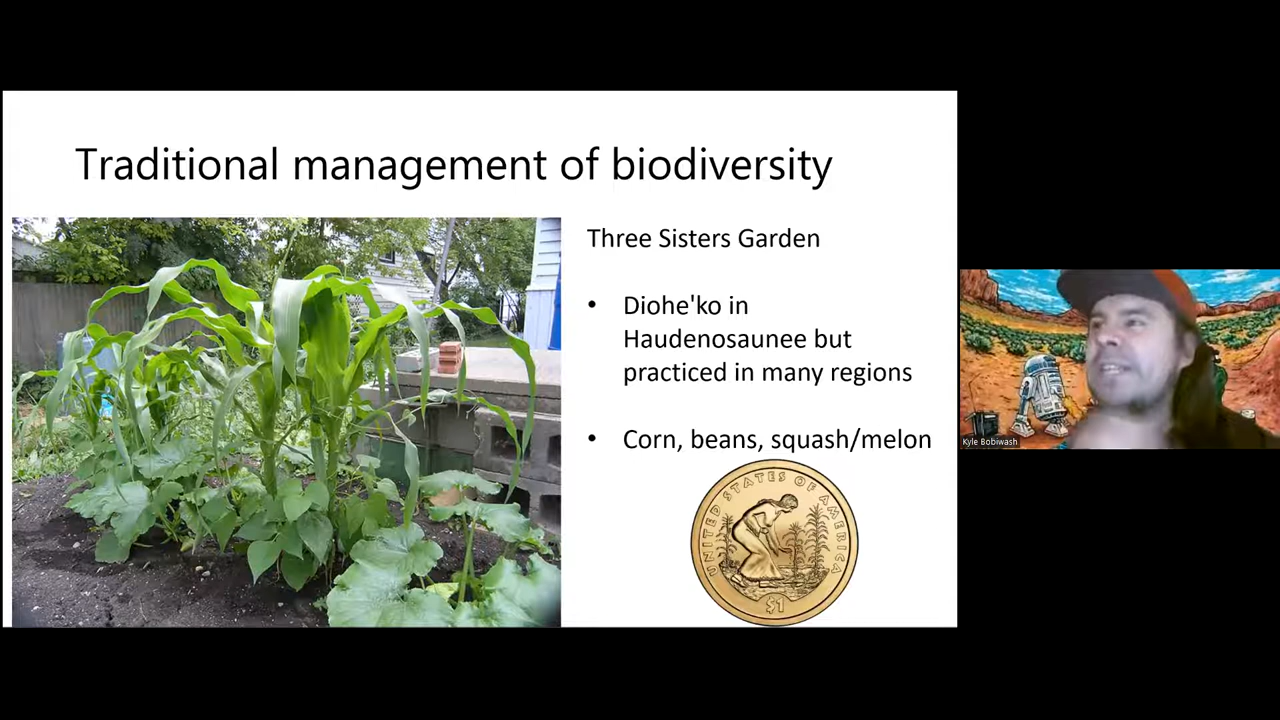 Traditional management of biodiversity
Three Sisters Garden
• Diohe'ko in
Haudenosaunee but
practiced in many regions
• Corn, beans, squash/melon
UNITED STATES OF AMERICA
$1
Kyle Bobiwash